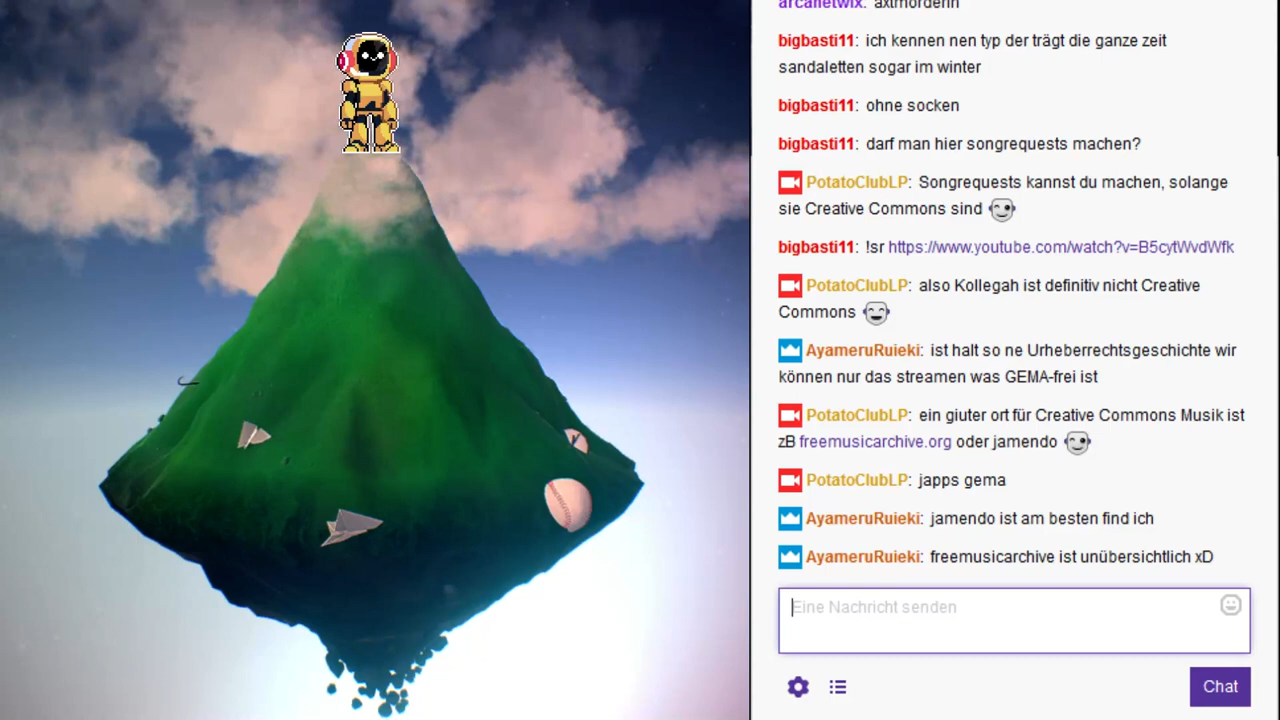 arcanetwix: axtmörderin
bigbasti11: ich kennen nen typ der trägt die ganze zeit
sandaletten sogar im winter
bigbasti11: ohne socken
bigbasti11: darf man hier songrequests machen?
PotatoClubLP: Songrequests kannst du machen, solange
sie Creative Commons sind
bigbasti11: !sr https://www.youtube.com/watch?v=B5cytWvdWfk
PotatoClubLP: also Kollegah ist definitiv nicht Creative
Commons
AyameruRuieki: ist halt so ne Urheberrechtsgeschichte wir
können nur das streamen was GEMA-frei ist
PotatoClubLP: ein giuter ort für Creative Commons Musik ist
zB freemusicarchive.org oder jamendo
PotatoClubLP: japps gema
AyameruRuieki: jamendo ist am besten find ich
AyameruRuieki: freemusicarchive ist unübersichtlich xD
Eine Nachricht senden
Chat